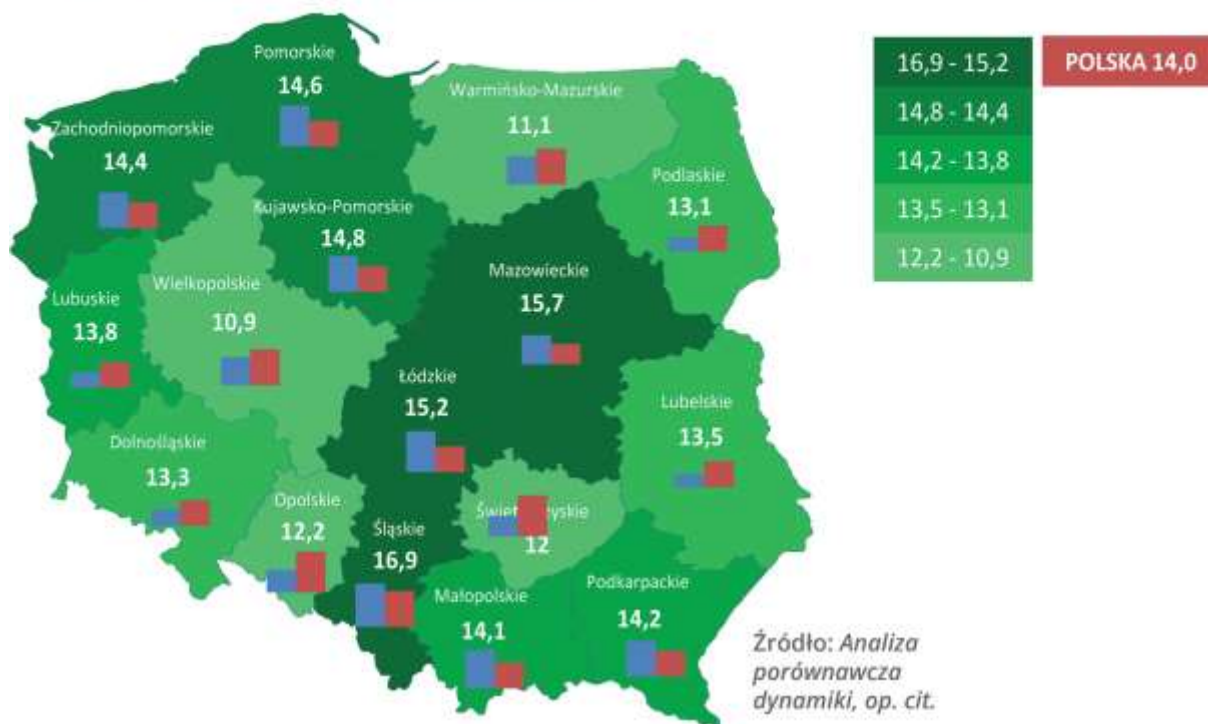 Pomorskie
14,6
Warmińsko-Mazurskie
11,1
Zachodniopomorskie
14,4
Podlaskie
13,1
Kujawsko-Pomorskie
14,8
Mazowieckie
15,7
Wielkopolskie
10,9
Lubuskie
13,8
Łódzkie
15,2
Lubelskie
13,5
Dolnośląskie
13,3
Opolskie
12,2
Śląskie
16,9
12
Małopolskie
14,1
Podkarpackie
14,2
16,9 - 15,2
14,8 - 14,4
14,2 - 13,8
13,5 - 13,1
12,2 - 10,9
POLSKA 14,0
Źródło: Analiza
porównawcza
dynamiki, op. cit.